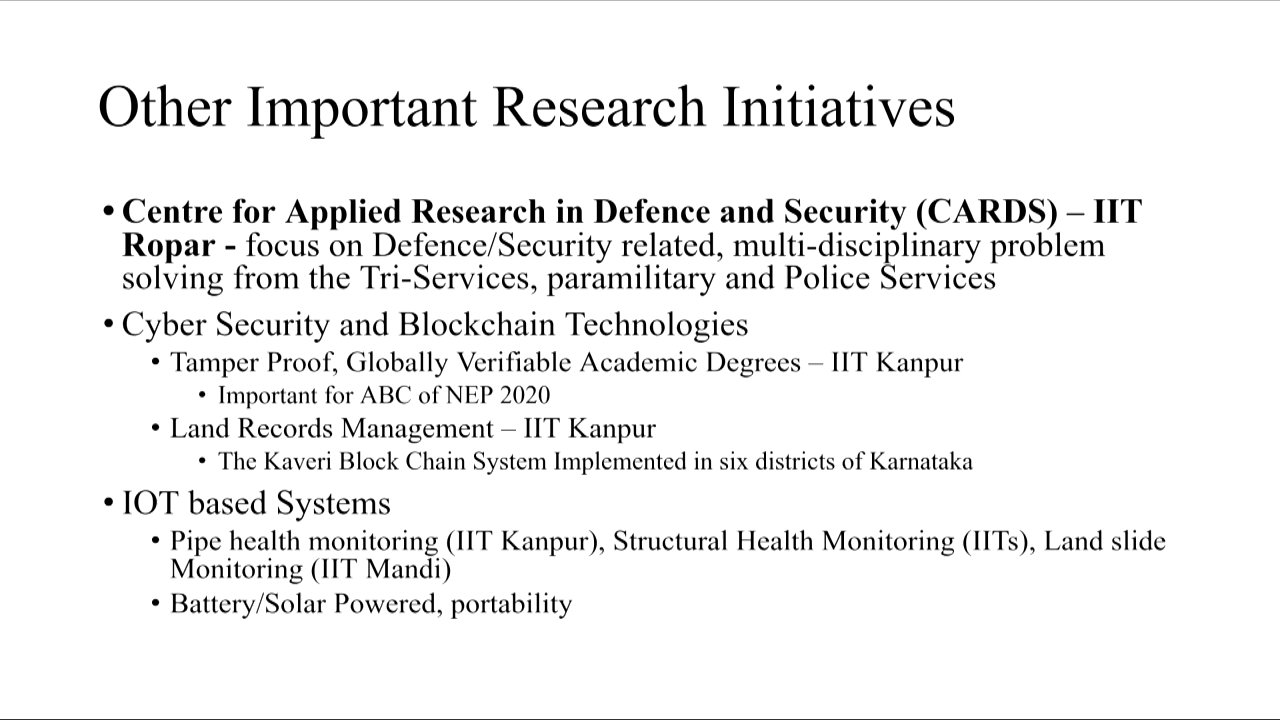 Other Important Research Initiatives
• Centre for Applied Research in Defence and Security (CARDS) – IIT
Ropar - focus on Defence/Security related, multi-disciplinary problem
solving from the Tri-Services, paramilitary and Police Services
• Cyber Security and Blockchain Technologies
• Tamper Proof, Globally Verifiable Academic Degrees – IIT Kanpur
• Important for ABC of NEP 2020
• Land Records Management – IIT Kanpur
• The Kaveri Block Chain System Implemented in six districts of Karnataka
• IOT based Systems
• Pipe health monitoring (IIT Kanpur), Structural Health Monitoring (IITs), Land slide
Monitoring (IIT Mandi)
• Battery/Solar Powered, portability